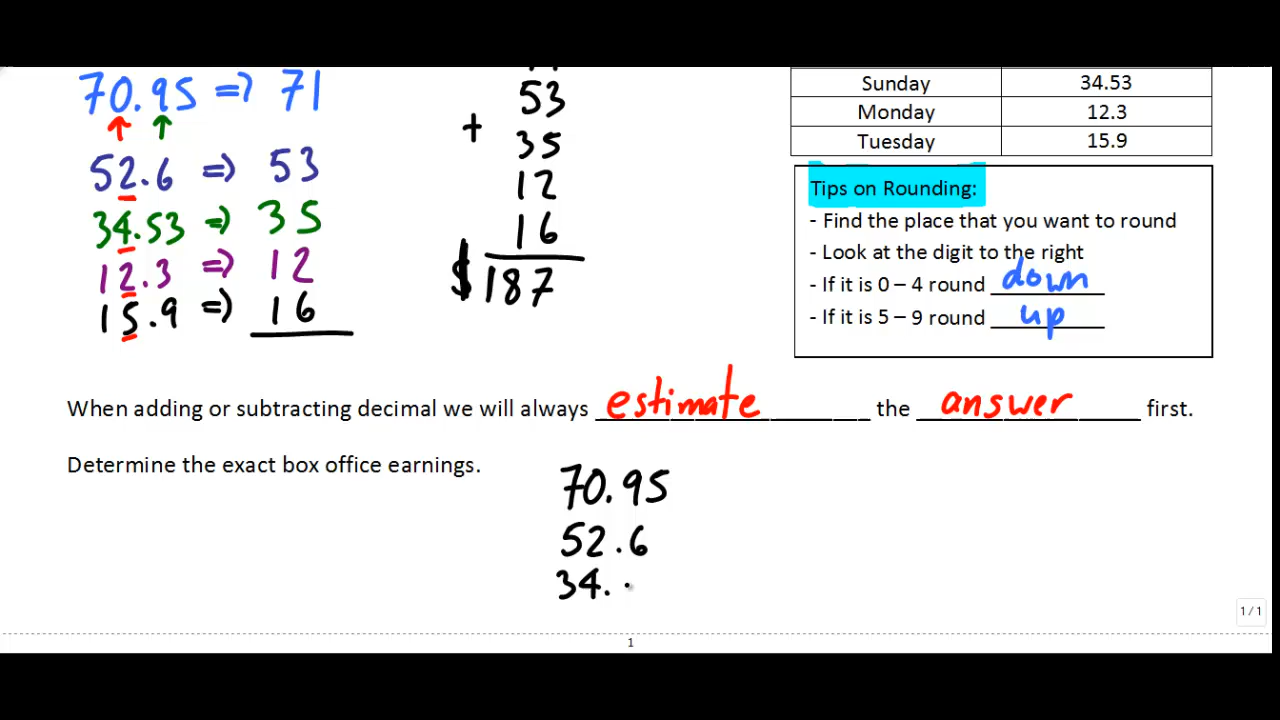 70.95 => 71
52.6 => 53
34.53 => 35
12.3 => 12
15.9 => 16
53
+ 35
12
16
$187
Sunday 34.53
Monday 12.3
Tuesday 15.9
Tips on Rounding:
- Find the place that you want to round
- Look at the digit to the right
- If it is 0 – 4 round down
- If it is 5 – 9 round up
When adding or subtracting decimal we will always estimate the answer first.
Determine the exact box office earnings.
70.95
52.6
34.
1 / 1
1